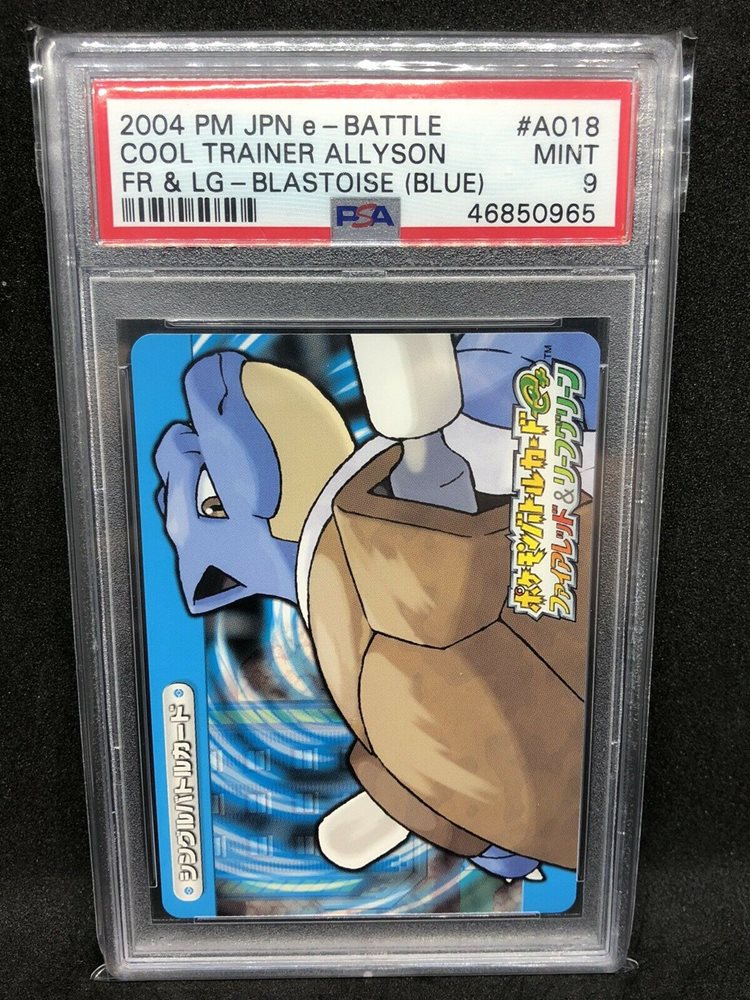 2004 PM JPN e-BATTLE #A018
COOL TRAINER ALLYSON MINT
FR & LG-BLASTOISE (BLUE) 9
PSA 46850965
ポケモンバトルカードe+ TM
ファイアレッド&リーフグリーン
シングルバトルカード